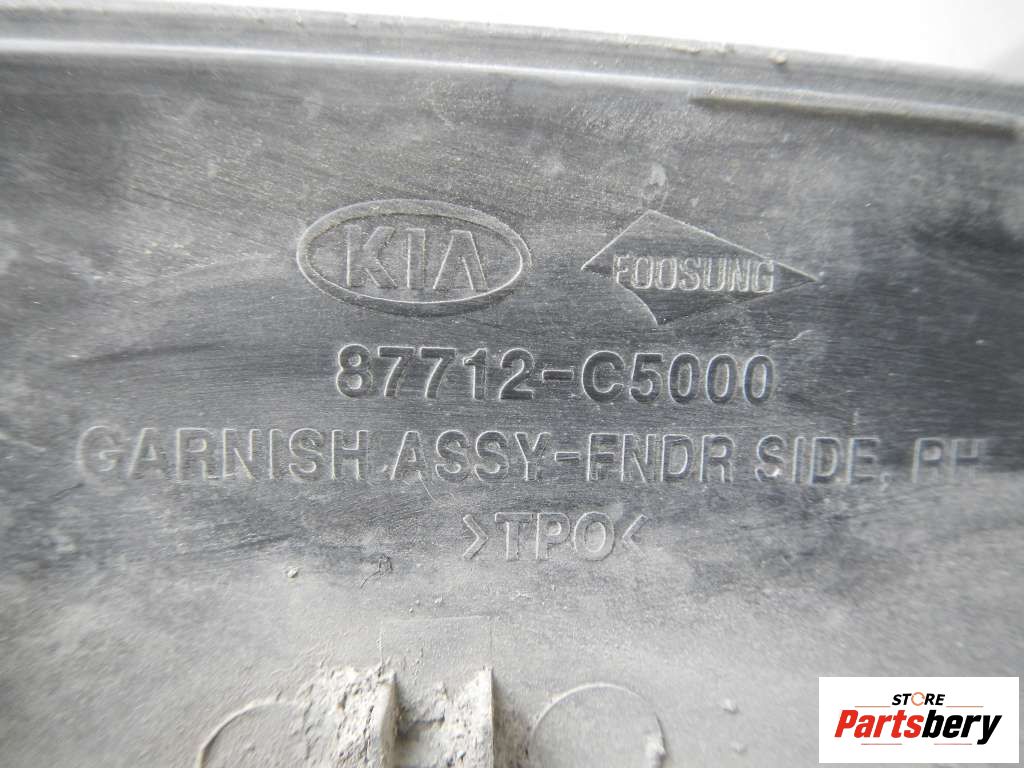 KIA FOOSUNG
87712-C5000
GARNISH ASSY-FNDR SIDE, RH
>TPO<
STORE
Partsbery